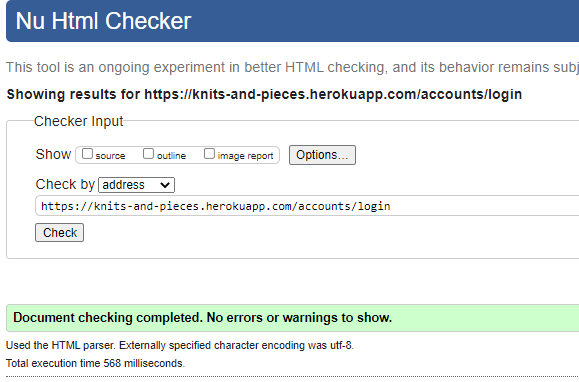 Nu Html Checker
This tool is an ongoing experiment in better HTML checking, and its behavior remains subj
Showing results for https://knits-and-pieces.herokuapp.com/accounts/login
Checker Input
Show source outline image report Options...
Check by address
https://knits-and-pieces.herokuapp.com/accounts/login
Check
Document checking completed. No errors or warnings to show.
Used the HTML parser. Externally specified character encoding was utf-8.
Total execution time 568 milliseconds.